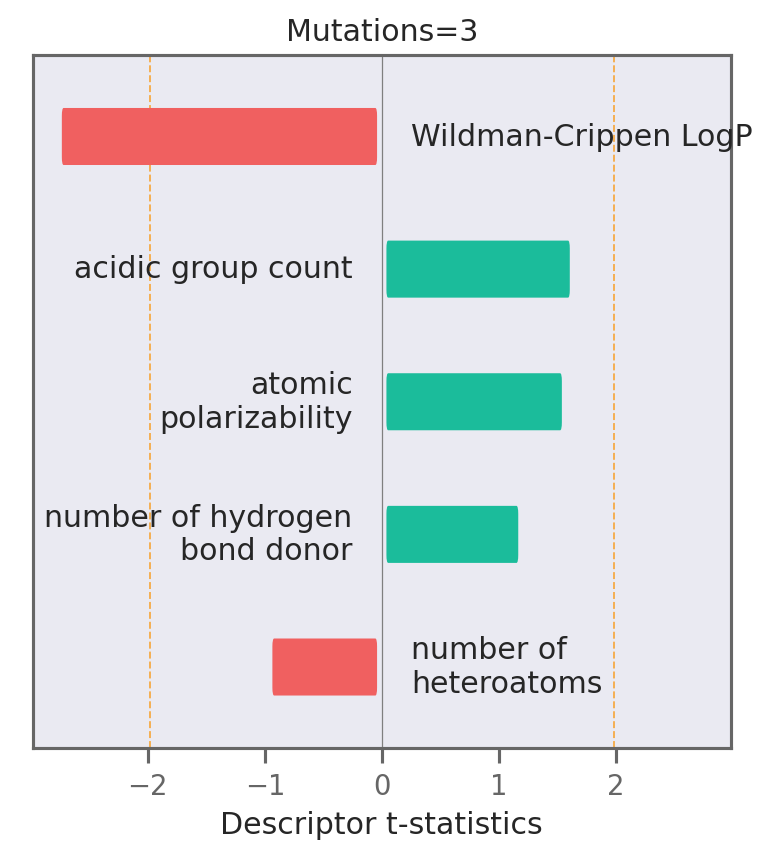 Mutations=3
Wildman-Crippen LogP
acidic group count
atomic
polarizability
number of hydrogen
bond donor
number of
heteroatoms
−2 −1 0 1 2
Descriptor t-statistics